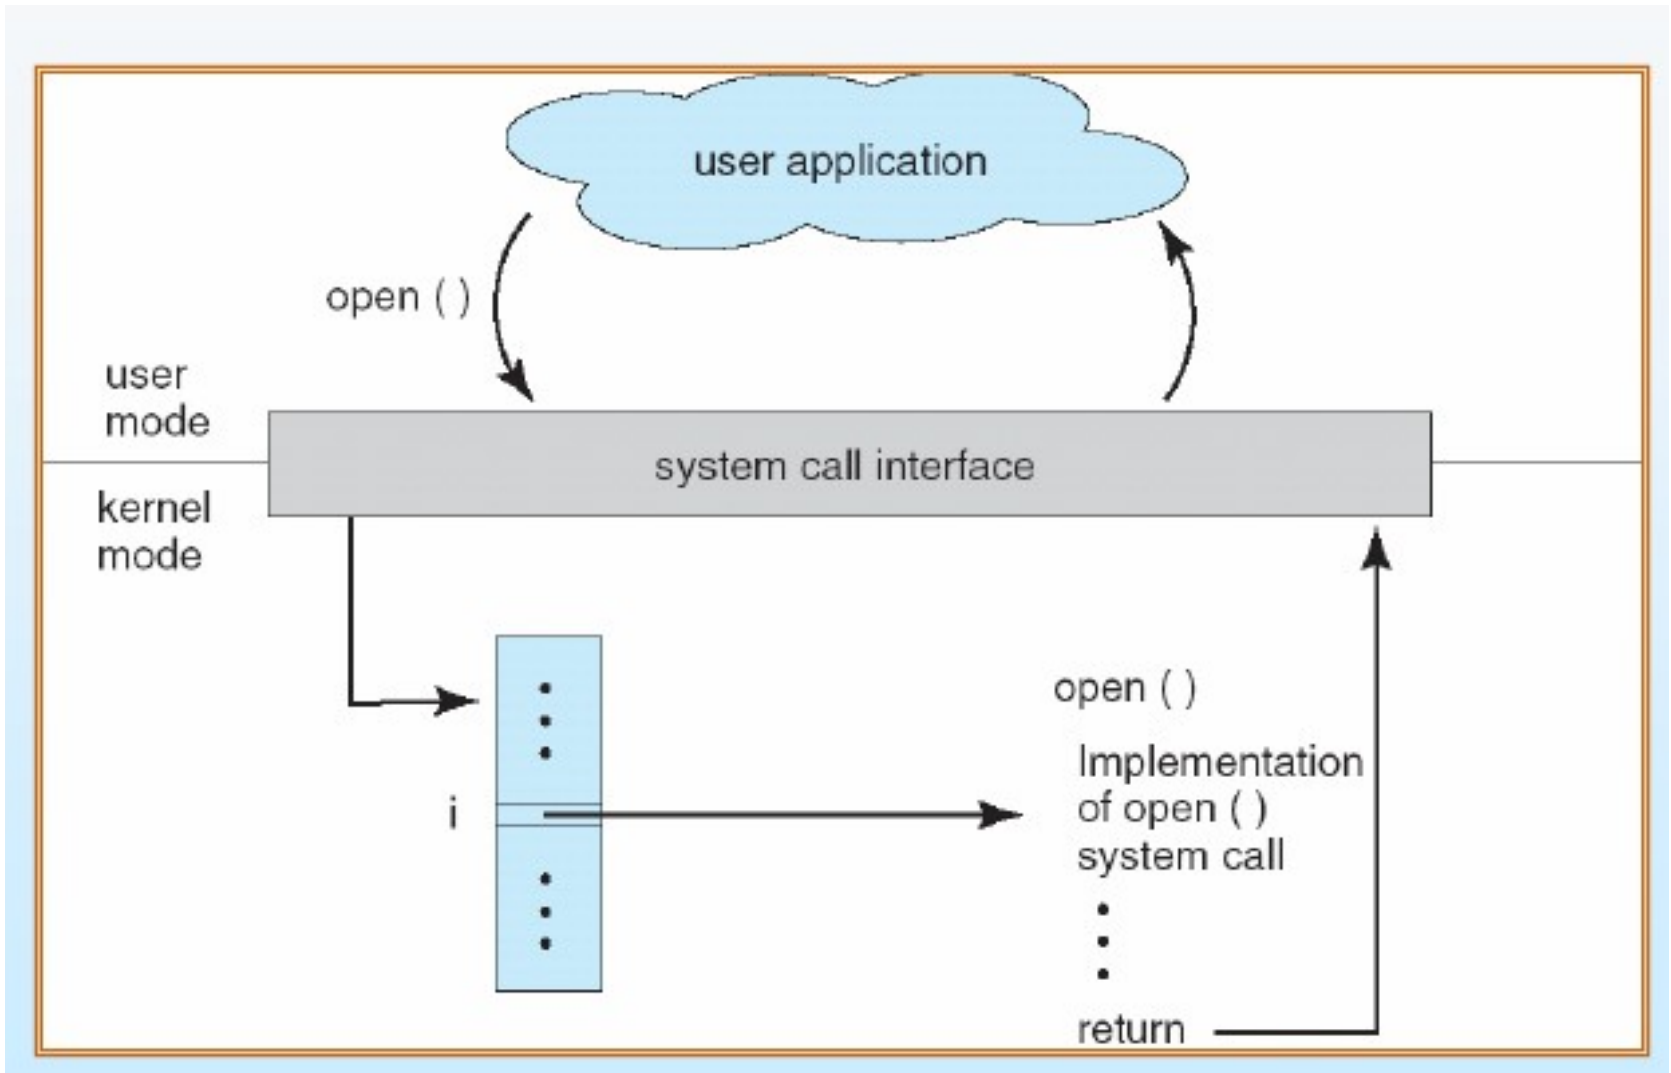 user application
open ( )
user
mode
system call interface
kernel
mode
open ( )
Implementation
of open ( )
system call
i
return